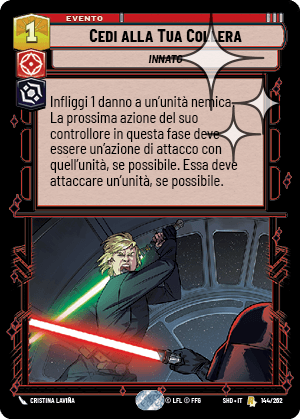 1
EVENTO
CEDI ALLA TUA COLLERA
INNATO
Infliggi 1 danno a un'unità nemica.
La prossima azione del suo
controllore in questa fase deve
essere un'azione di attacco con
quell'unità, se possibile. Essa deve
attaccare un'unità, se possibile.
CRISTINA LAVIÑA
© LFL © FFG
SHD • IT
144/262